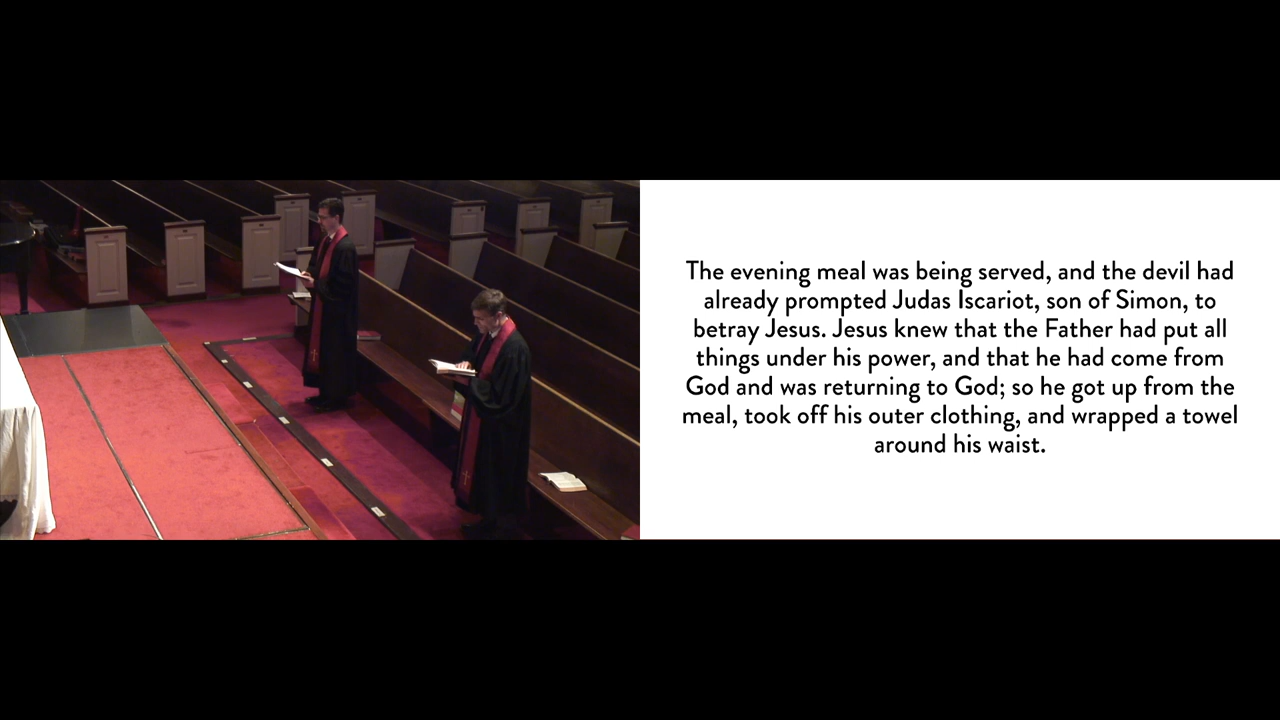 The evening meal was being served, and the devil had
already prompted Judas Iscariot, son of Simon, to
betray Jesus. Jesus knew that the Father had put all
things under his power, and that he had come from
God and was returning to God; so he got up from the
meal, took off his outer clothing, and wrapped a towel
around his waist.